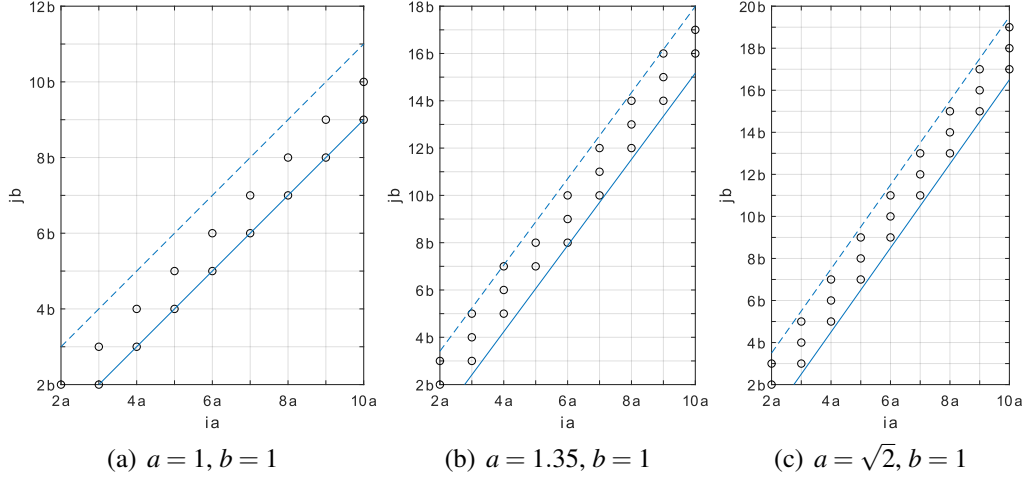 12b
10b
8b
6b
4b
2b
jb
2a 4a 6a 8a 10a
ia
(a) a = 1, b = 1
18b
16b
14b
12b
10b
8b
6b
4b
2b
jb
2a 4a 6a 8a 10a
ia
(b) a = 1.35, b = 1
20b
18b
16b
14b
12b
10b
8b
6b
4b
2b
jb
2a 4a 6a 8a 10a
ia
(c) a = √2, b = 1